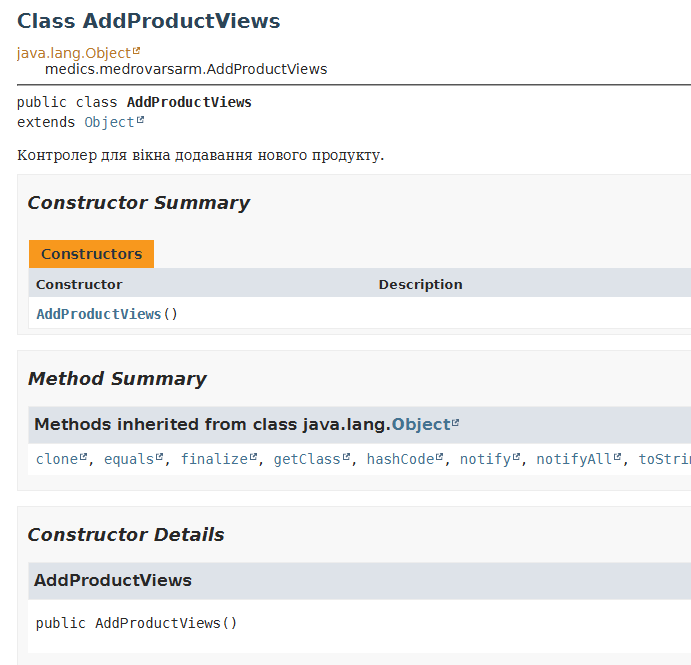 Class AddProductViews
java.lang.Object
medics.medrovarsarm.AddProductViews
public class AddProductViews
extends Object
Контролер для вікна додавання нового продукту.
Constructor Summary
Constructors
Constructor Description
AddProductViews()
Method Summary
Methods inherited from class java.lang.Object
clone, equals, finalize, getClass, hashCode, notify, notifyAll, toStrin
Constructor Details
AddProductViews
public AddProductViews()